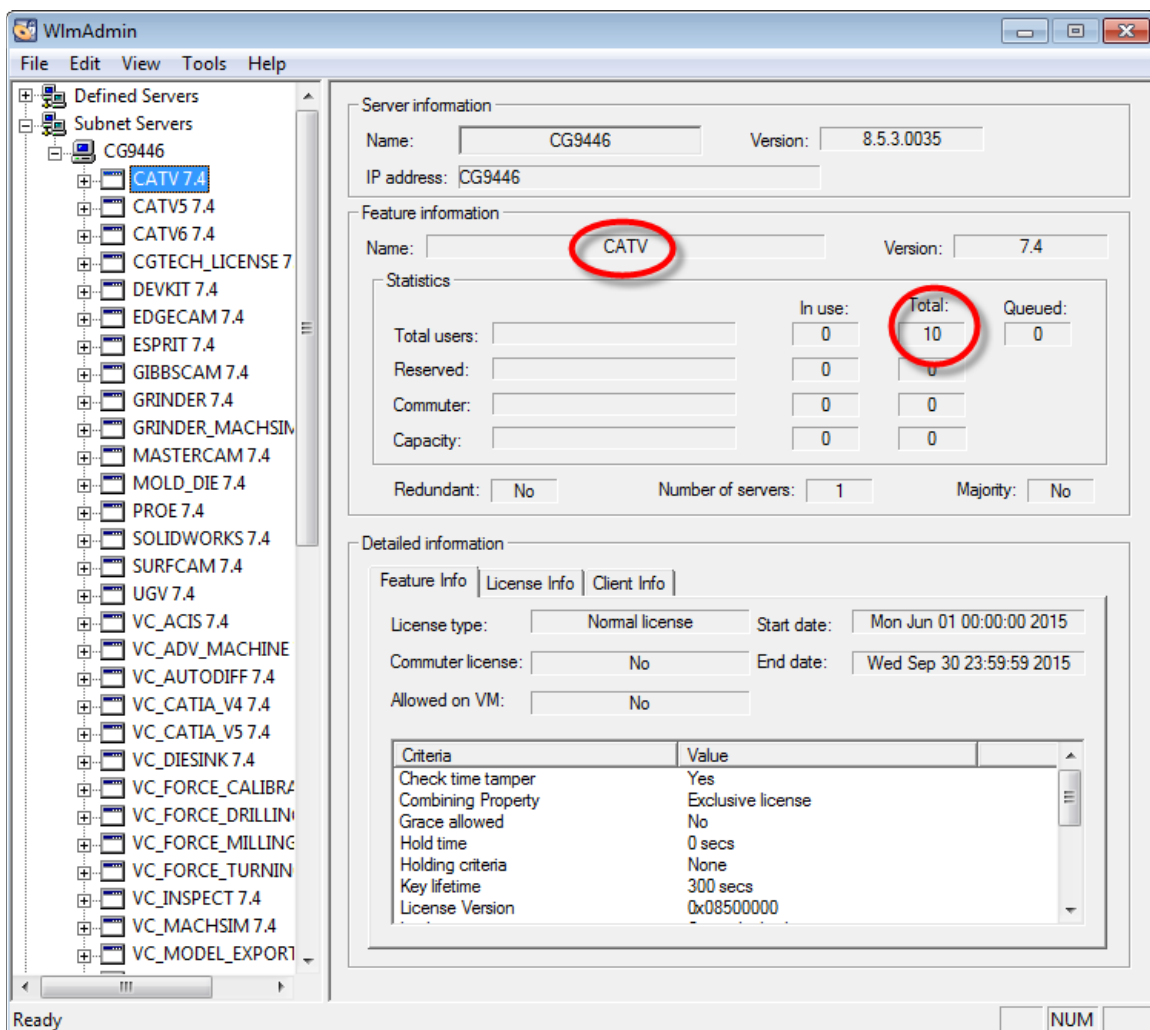 WlmAdmin
File Edit View Tools Help
Defined Servers
Subnet Servers
CG9446
CATV 7.4
CATV5 7.4
CATV6 7.4
CGTECH_LICENSE 7
DEVKIT 7.4
EDGECAM 7.4
ESPRIT 7.4
GIBBSCAM 7.4
GRINDER 7.4
GRINDER_MACHSIM
MASTERCAM 7.4
MOLD_DIE 7.4
PROE 7.4
SOLIDWORKS 7.4
SURFCAM 7.4
UGV 7.4
VC_ACIS 7.4
VC_ADV_MACHINE
VC_AUTODIFF 7.4
VC_CATIA_V4 7.4
VC_CATIA_V5 7.4
VC_DIESINK 7.4
VC_FORCE_CALIBRA
VC_FORCE_DRILLIN
VC_FORCE_MILLING
VC_FORCE_TURNIN
VC_INSPECT 7.4
VC_MACHSIM 7.4
VC_MODEL_EXPORT
Server information
Name: CG9446 Version: 8.5.3.0035
IP address: CG9446
Feature information
Name: CATV Version: 7.4
Statistics
In use: Total: Queued:
Total users: 0 10 0
Reserved: 0 0
Commuter: 0 0
Capacity: 0 0
Redundant: No Number of servers: 1 Majority: No
Detailed information
Feature Info License Info Client Info
License type: Normal license Start date: Mon Jun 01 00:00:00 2015
Commuter license: No End date: Wed Sep 30 23:59:59 2015
Allowed on VM: No
Criteria Value
Check time tamper Yes
Combining Property Exclusive license
Grace allowed No
Hold time 0 secs
Holding criteria None
Key lifetime 300 secs
License Version 0x08500000
Ready NUM